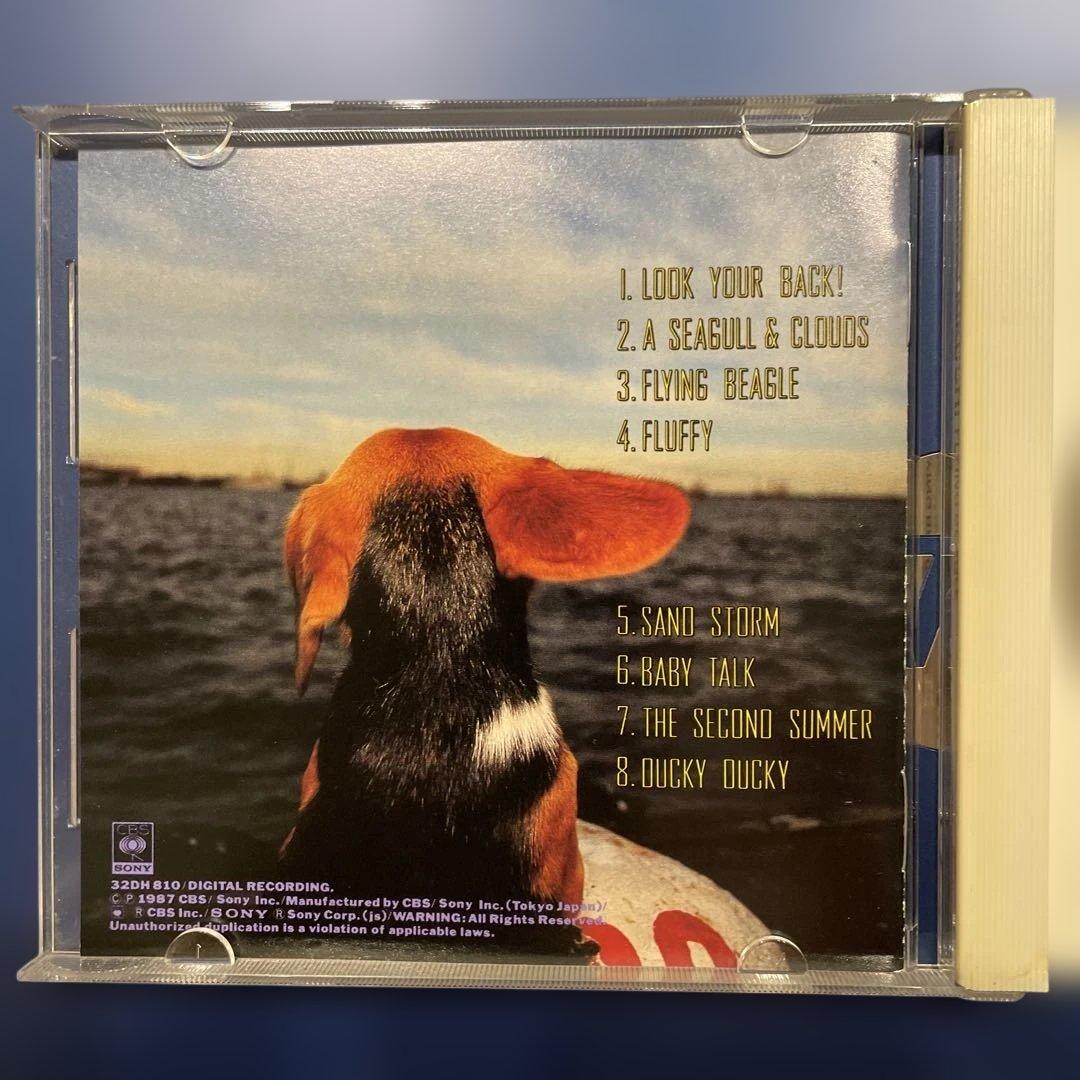 1. LOOK YOUR BACK!
2. A SEAGULL & CLOUDS
3. FLYING BEAGLE
4. FLUFFY
5. SAND STORM
6. BABY TALK
7. THE SECOND SUMMER
8. DUCKY DUCKY
CBS
SONY
32DH 810/DIGITAL RECORDING.
Ⓒ Ⓟ 1987 CBS/Sony Inc./Manufactured by CBS/Sony Inc. (Tokyo Japan)/
® CBS Inc./SONY ® Sony Corp. (js)/WARNING: All Rights Reserved.
Unauthorized duplication is a violation of applicable laws.